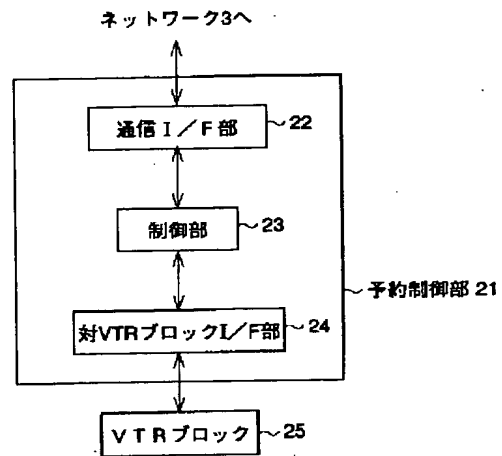 ネットワーク3へ
通信I／F部 22
制御部 23
予約制御部 21
対VTRブロックI／F部 24
VTRブロック 25